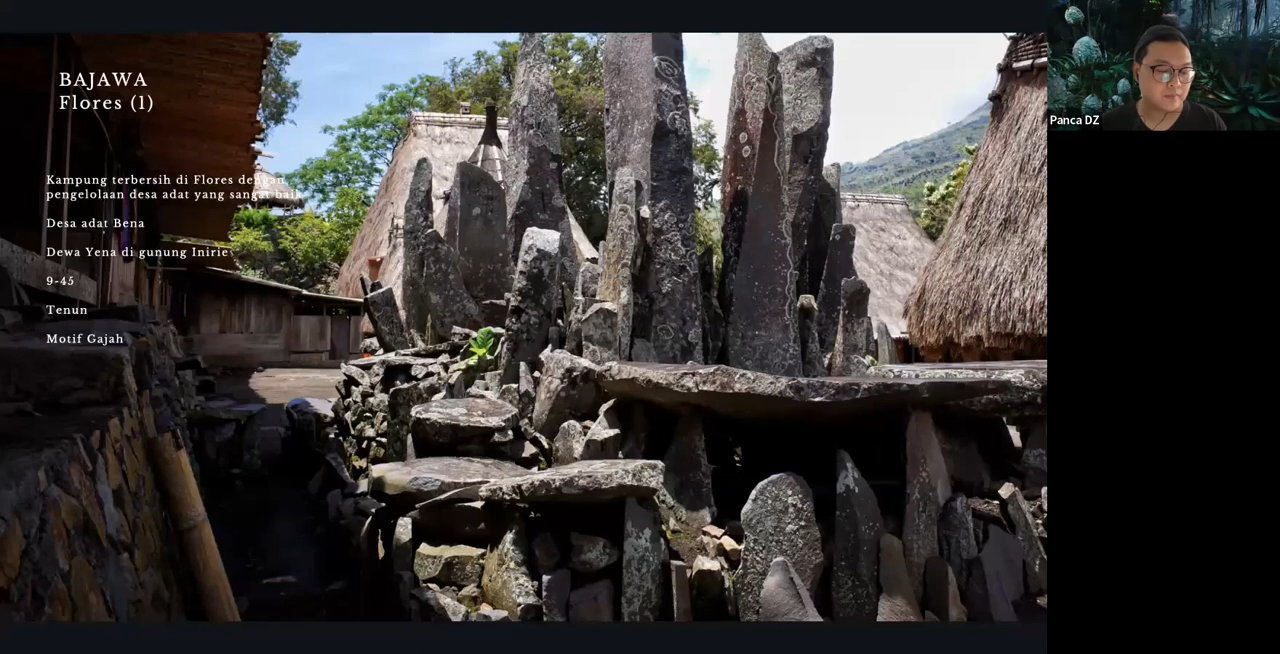 BAJAWA
Flores (1)
Kampung terbersih di Flores dengan
pengelolaan desa adat yang sangat baik
Desa adat Bena
Dewa Yena di gunung Inirie
9-45
Tenun
Motif Gajah
Panca DZ